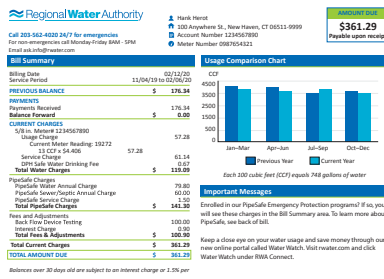 Regional Water Authority
Call 203-562-4020 24/7 for emergencies
For non-emergencies call Monday-Friday 8AM - 5PM
Email ask.info@rwater.com
Hank Herot
100 Anywhere St., New Haven, CT 06511-9999
Account Number 1234567890
Meter Number 0987654321
AMOUNT DUE
$361.29
Payable upon receip
Bill Summary
Billing Date 02/12/20
Service Period 11/04/19 to 02/06/20
PREVIOUS BALANCE $ 176.34
PAYMENTS
Payments Received 176.34
Balance Forward $ 0.00
CURRENT CHARGES
5/8 in. Meter# 1234567890
Usage Charge 57.28
Current Meter Reading: 19272
13 CCF x $4.406 57.28
Service Charge 61.14
DPH Safe Water Drinking Fee 0.67
Total Water Charges $ 119.09
PipeSafe Charges
PipeSafe Water Annual Charge 79.80
PipeSafe Sewer/Septic Annual Charge 60.00
PipeSafe Service Charge 1.50
Total PipeSafe Charges $ 141.30
Fees and Adjustments
Back Flow Device Testing 100.00
Interest Charge 0.90
Total Fees & Adjustments $ 100.90
Total Current Charges $ 361.29
TOTAL AMOUNT DUE $ 361.29
Balances over 30 days old are subject to an interest charge or 1.5% per
Usage Comparison Chart
CCF
4500
3500
2500
1500
500
0
Jan–Mar Apr–Jun Jul–Sep Oct–Dec
Previous Year Current Year
Each 100 cubic feet (CCF) equals 748 gallons of water
Important Messages
Enrolled in our PipeSafe Emergency Protection programs? If so, you
will see these charges in the Bill Summary area. To learn more abou
PipeSafe, see back of bill.
Keep a close eye on your water usage and save money through our
new online portal called Water Watch. Visit rwater.com and click
Water Watch under RWA Connect.